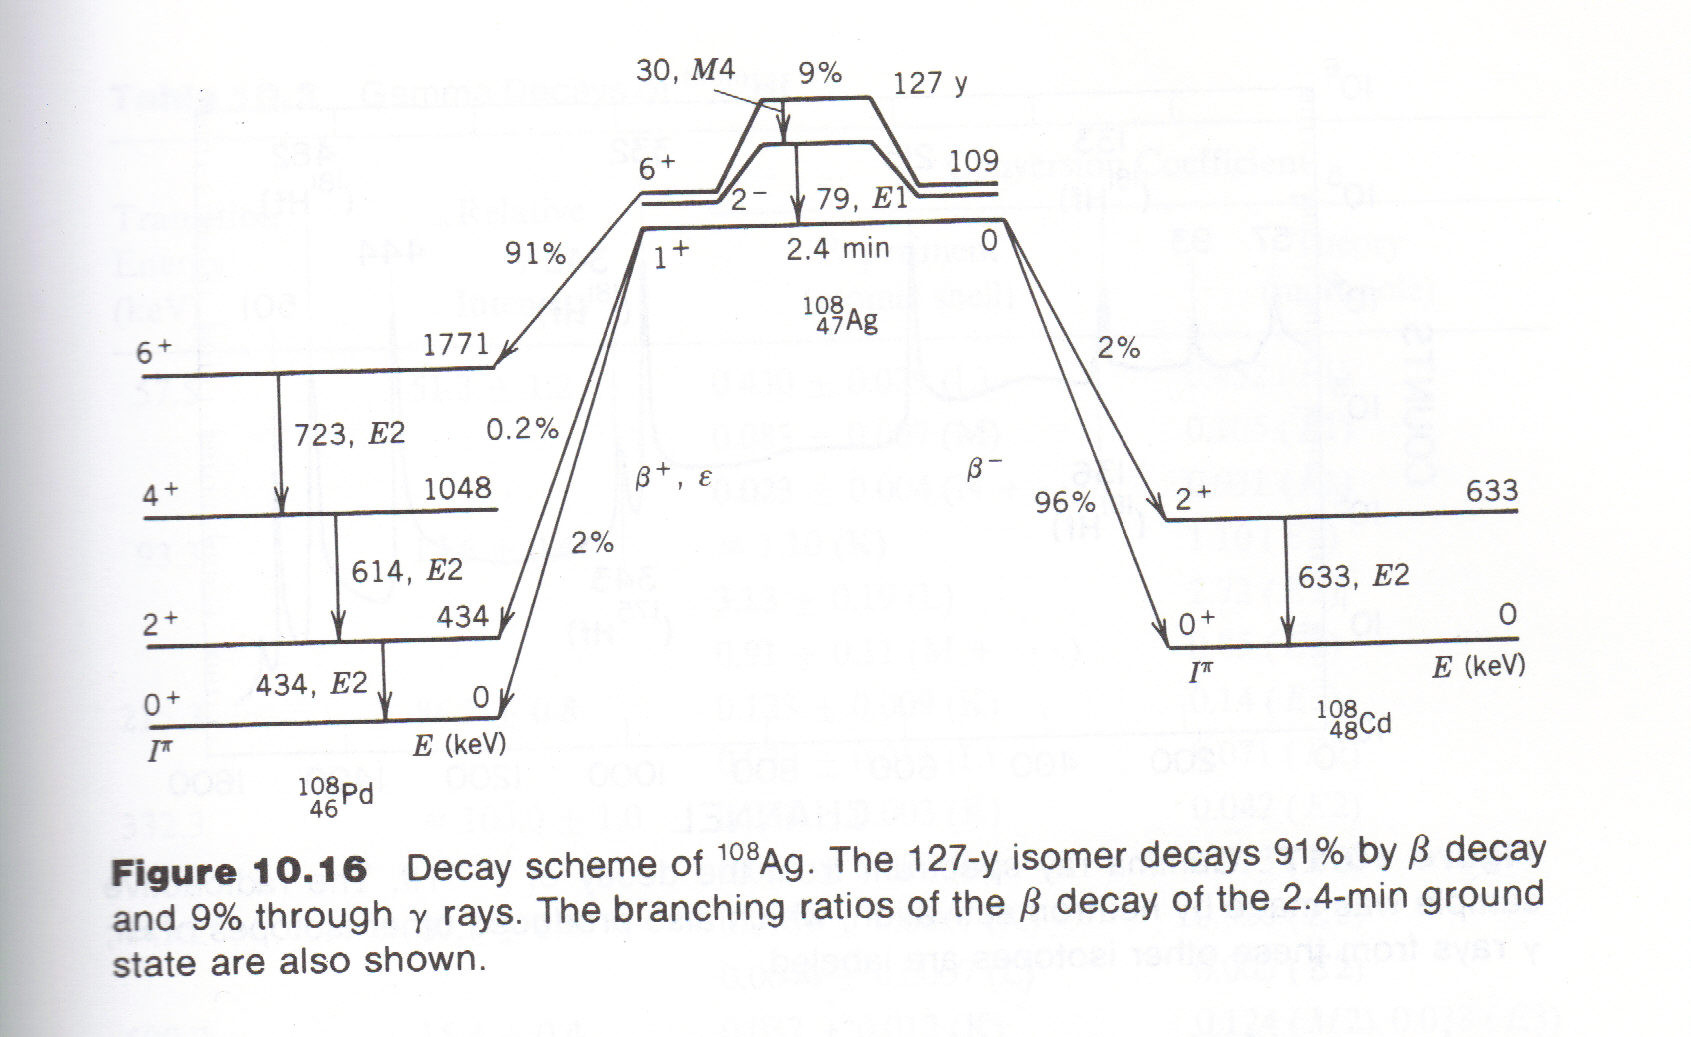 30, M4 9% 127 y
6+ 109
2− 79, E1
91% 1+ 2.4 min 0
108
47Ag
6+ 1771 2%
723, E2 0.2%
β+, ε β−
4+ 1048 96% 2+ 633
614, E2 2% 633, E2
2+ 434 0+ 0
434, E2 Iπ E (keV)
0+ 0 108
48Cd
Iπ E (keV)
108
46Pd
Figure 10.16 Decay scheme of 108Ag. The 127-y isomer decays 91% by β decay
and 9% through γ rays. The branching ratios of the β decay of the 2.4-min ground
state are also shown.